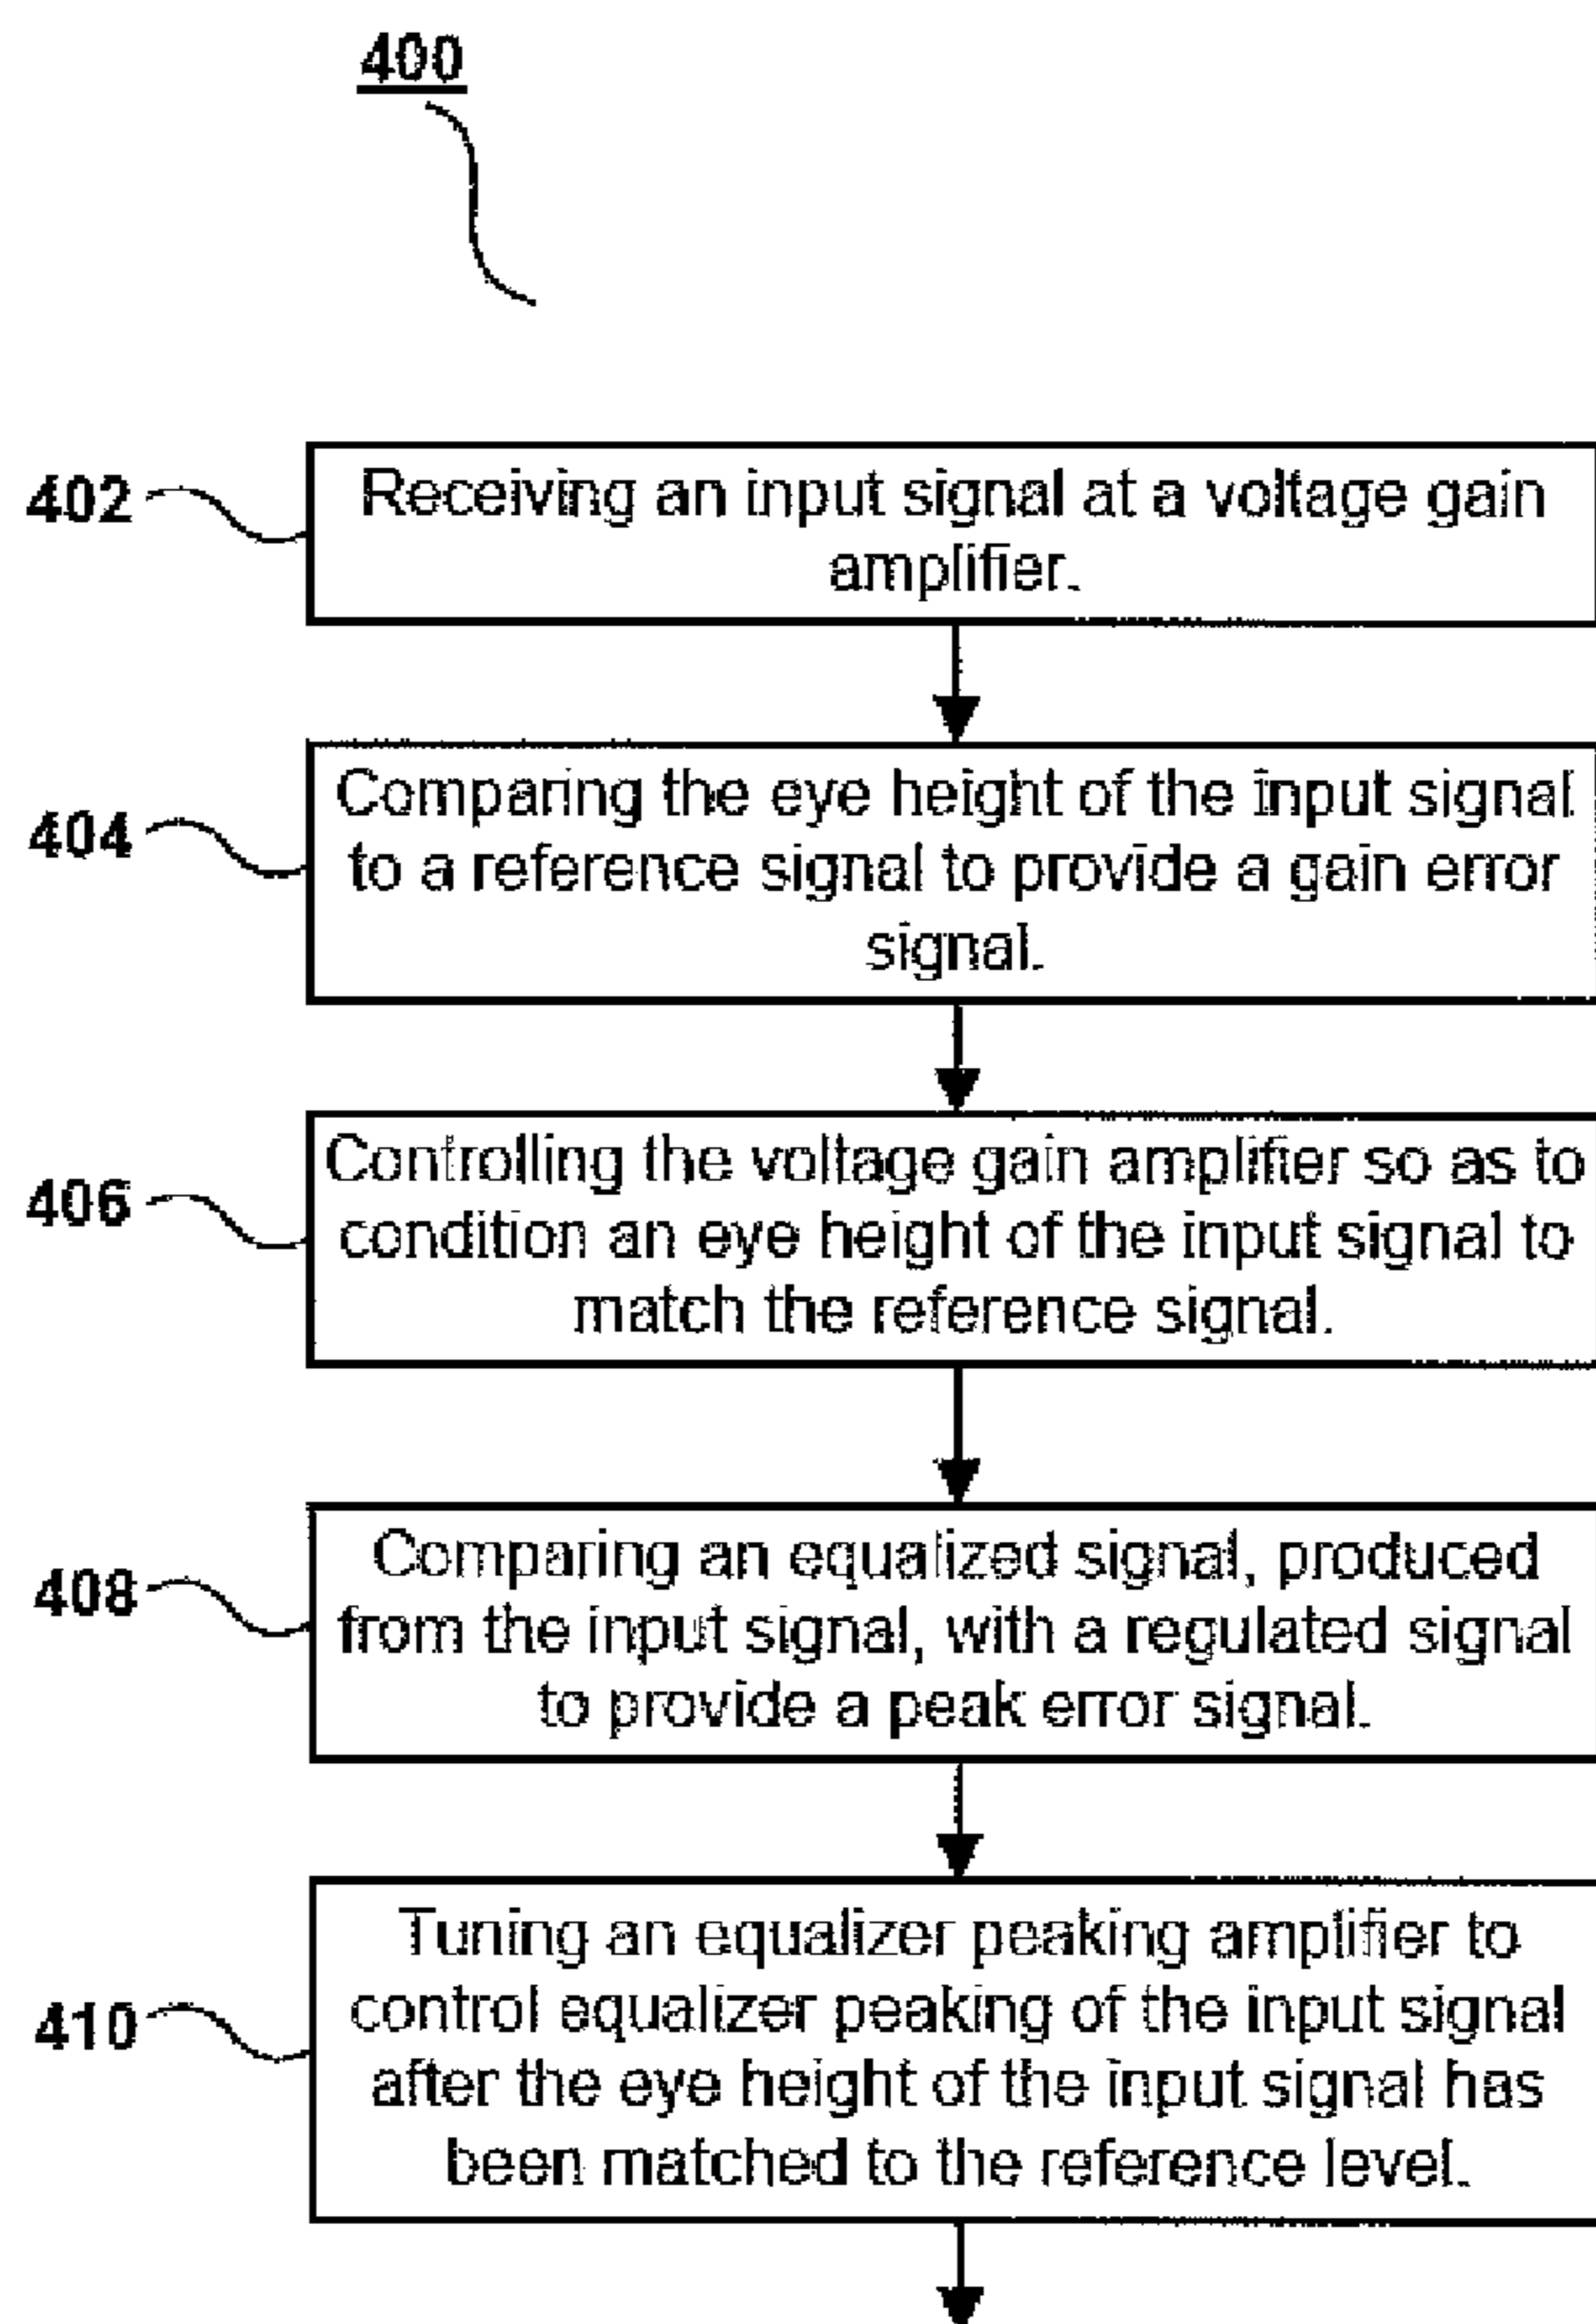 400
402
Receiving an input signal at a voltage gain
amplifier.
404
Comparing the eye height of the input signal
to a reference signal to provide a gain error
signal.
406
Controlling the voltage gain amplifier so as to
condition an eye height of the input signal to
match the reference signal.
408
Comparing an equalized signal, produced
from the input signal, with a regulated signal
to provide a peak error signal.
410
Tuning an equalizer peaking amplifier to
control equalizer peaking of the input signal
after the eye height of the input signal has
been matched to the reference level.